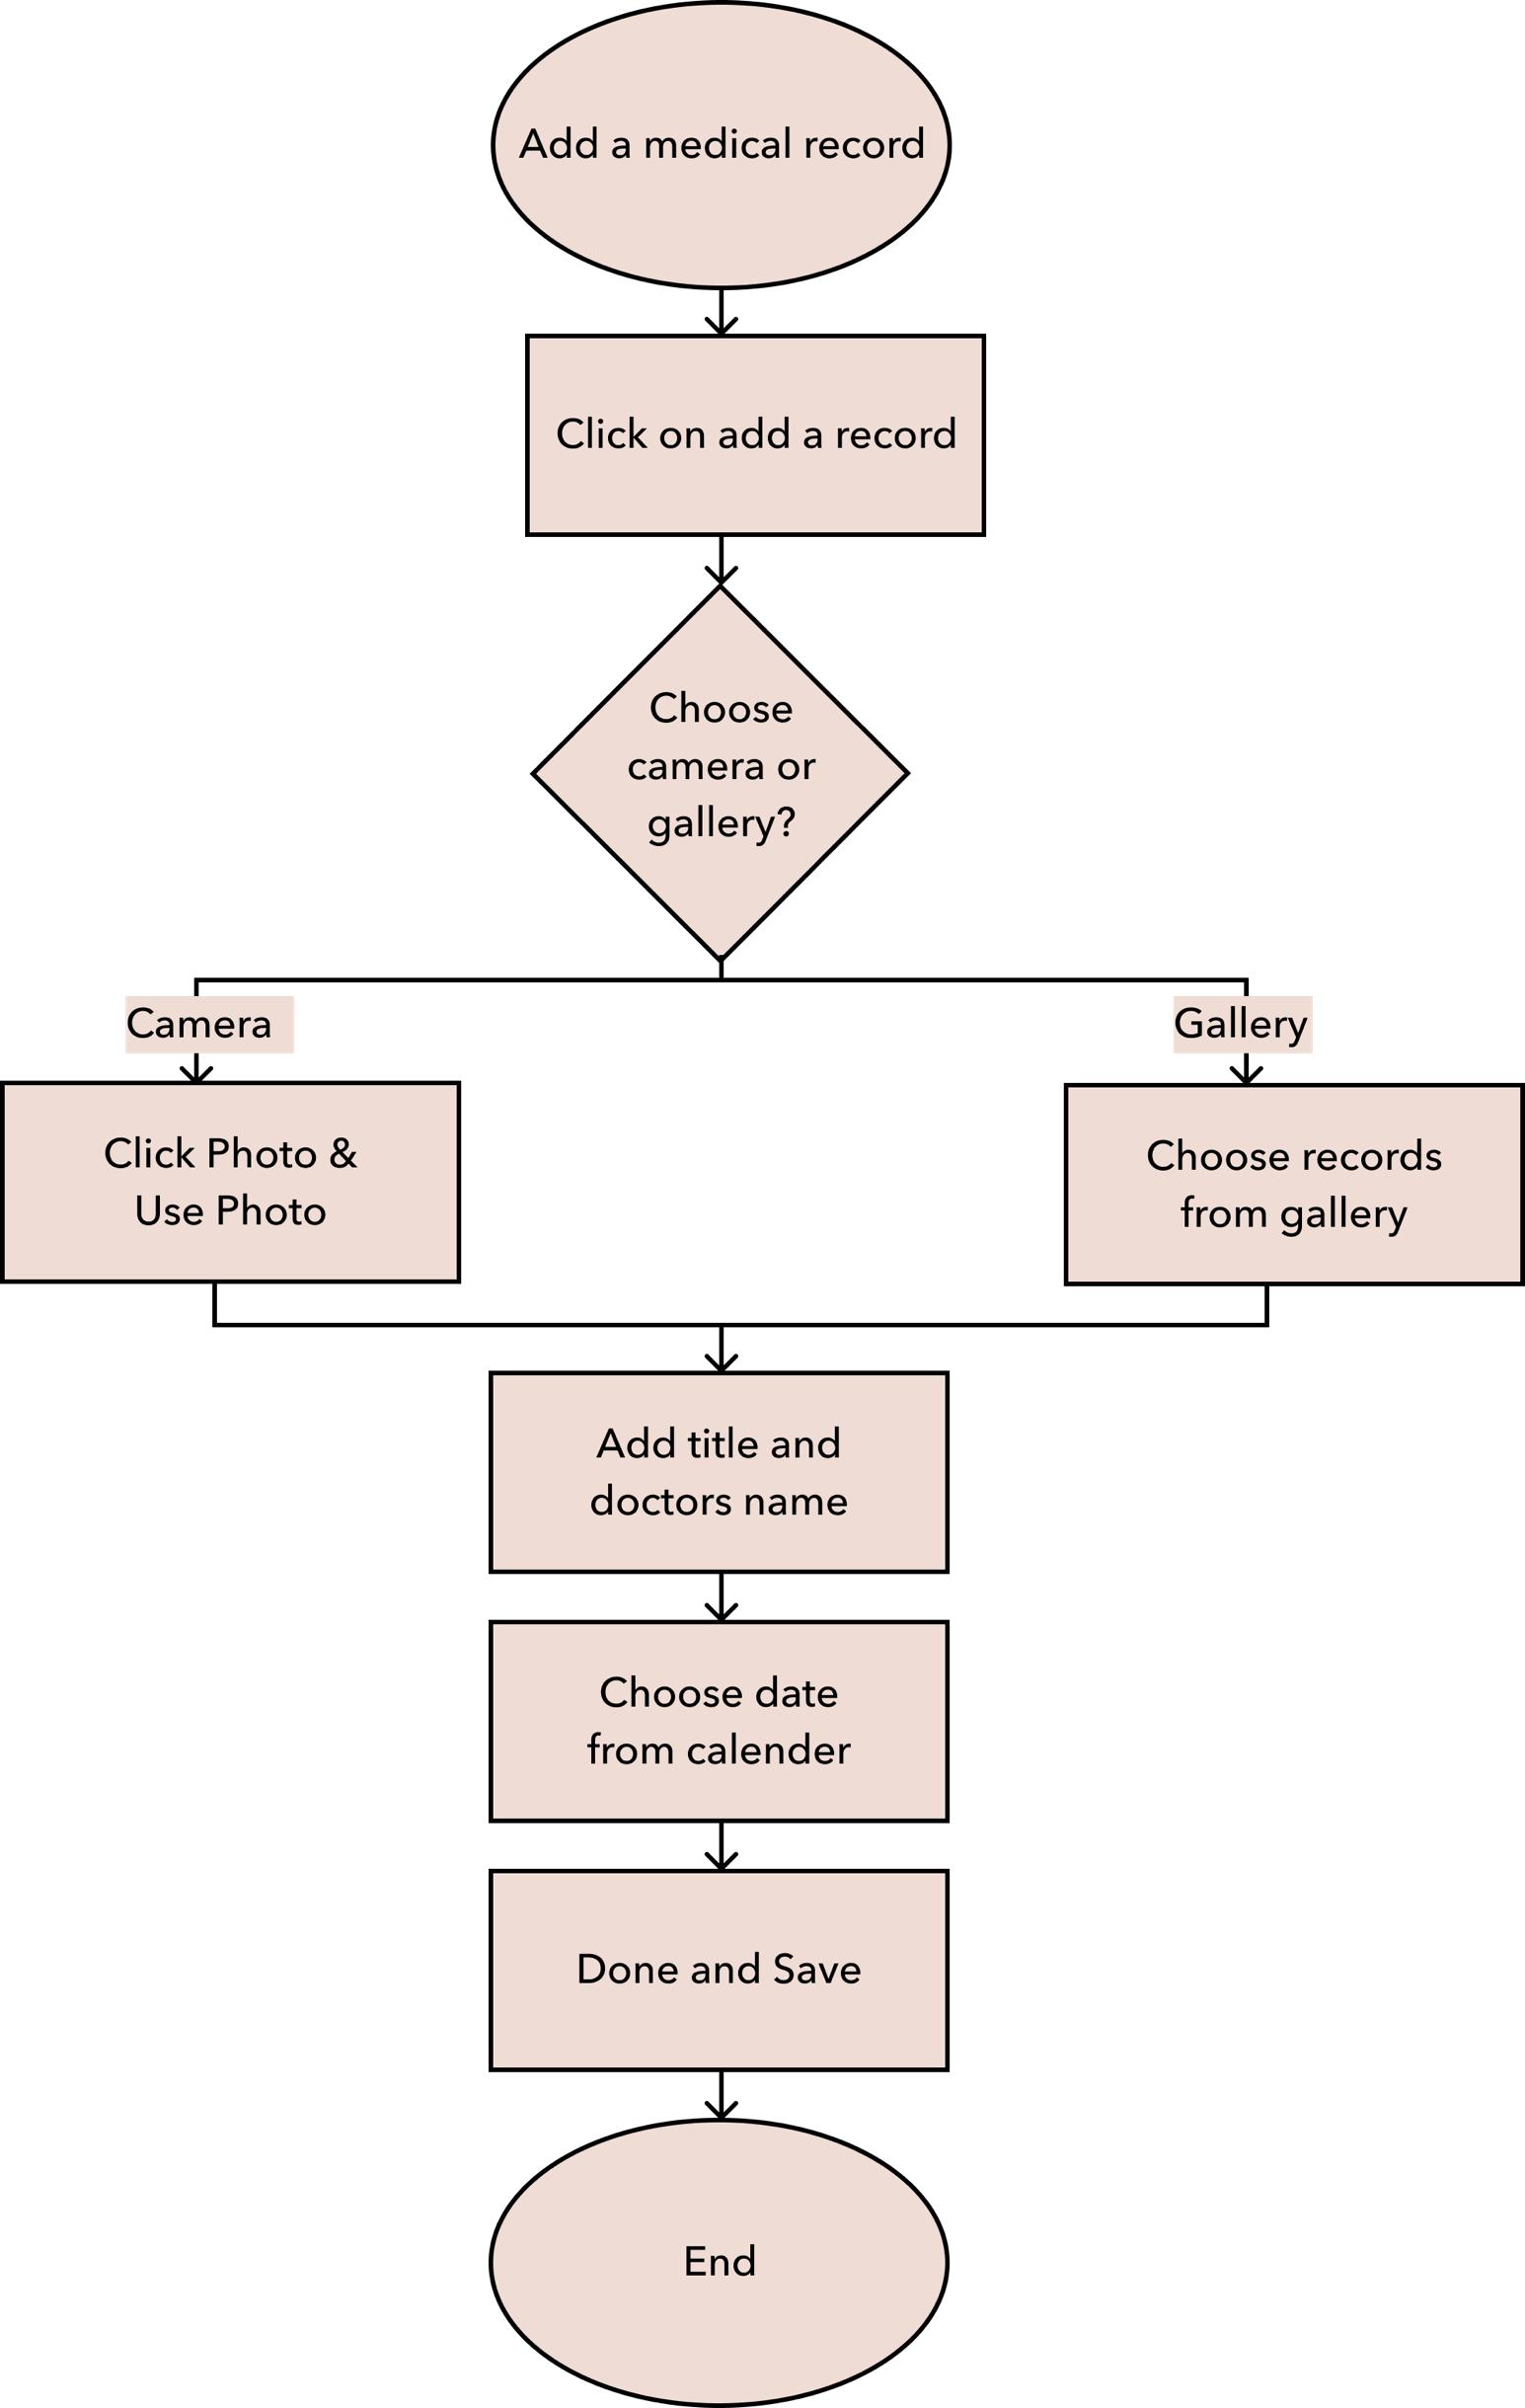 Add a medical record
Click on add a record
Choose
camera or
gallery?
Camera
Gallery
Click Photo &
Use Photo
Choose records
from gallery
Add title and
doctors name
Choose date
from calender
Done and Save
End